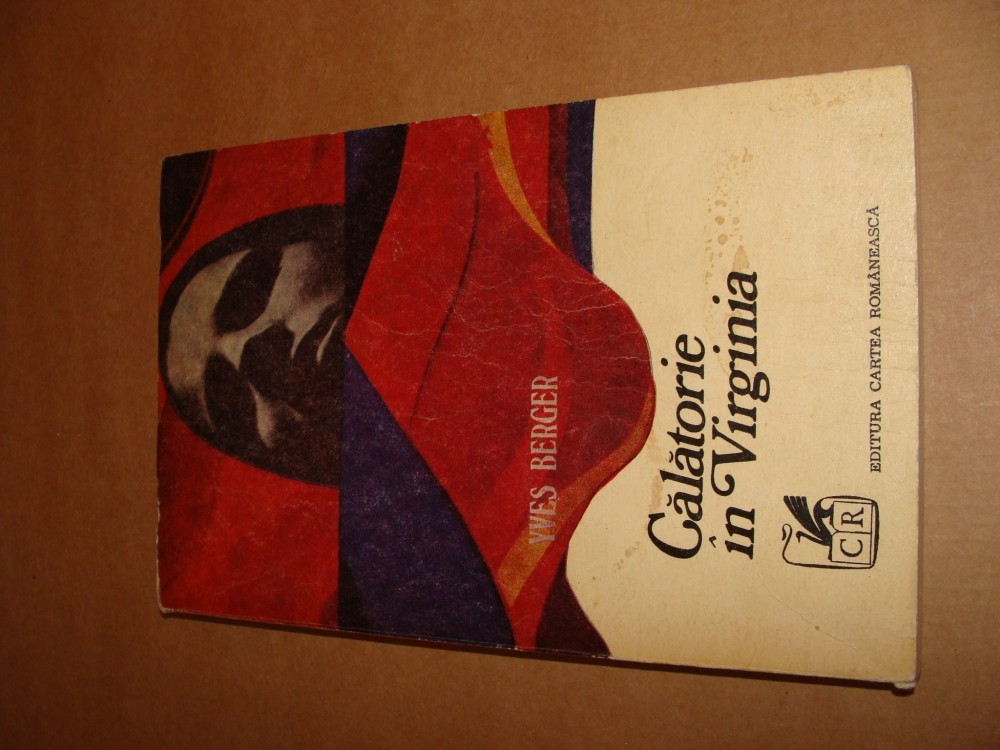 YVES BERGER
Călătorie
în Virginia
CR
EDITURA CARTEA ROMÂNEASCĂ